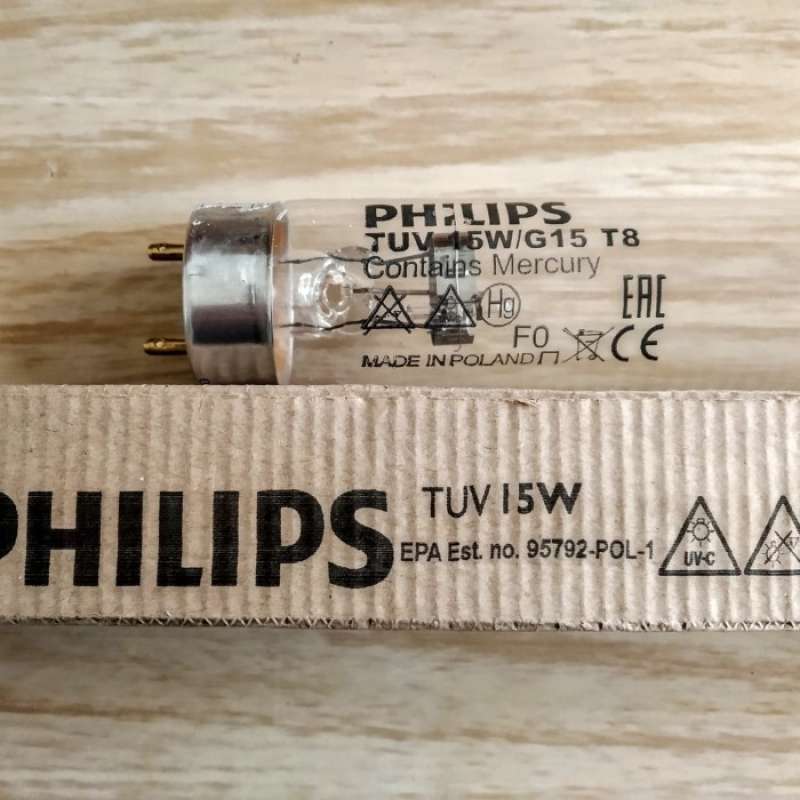 PHILIPS
TUV 15W/G15 T8
Contains Mercury
Hg
EAC
F0
CE
MADE IN POLAND
PHILIPS
TUV 15W
EPA Est. no. 95792-POL-1
UV-C